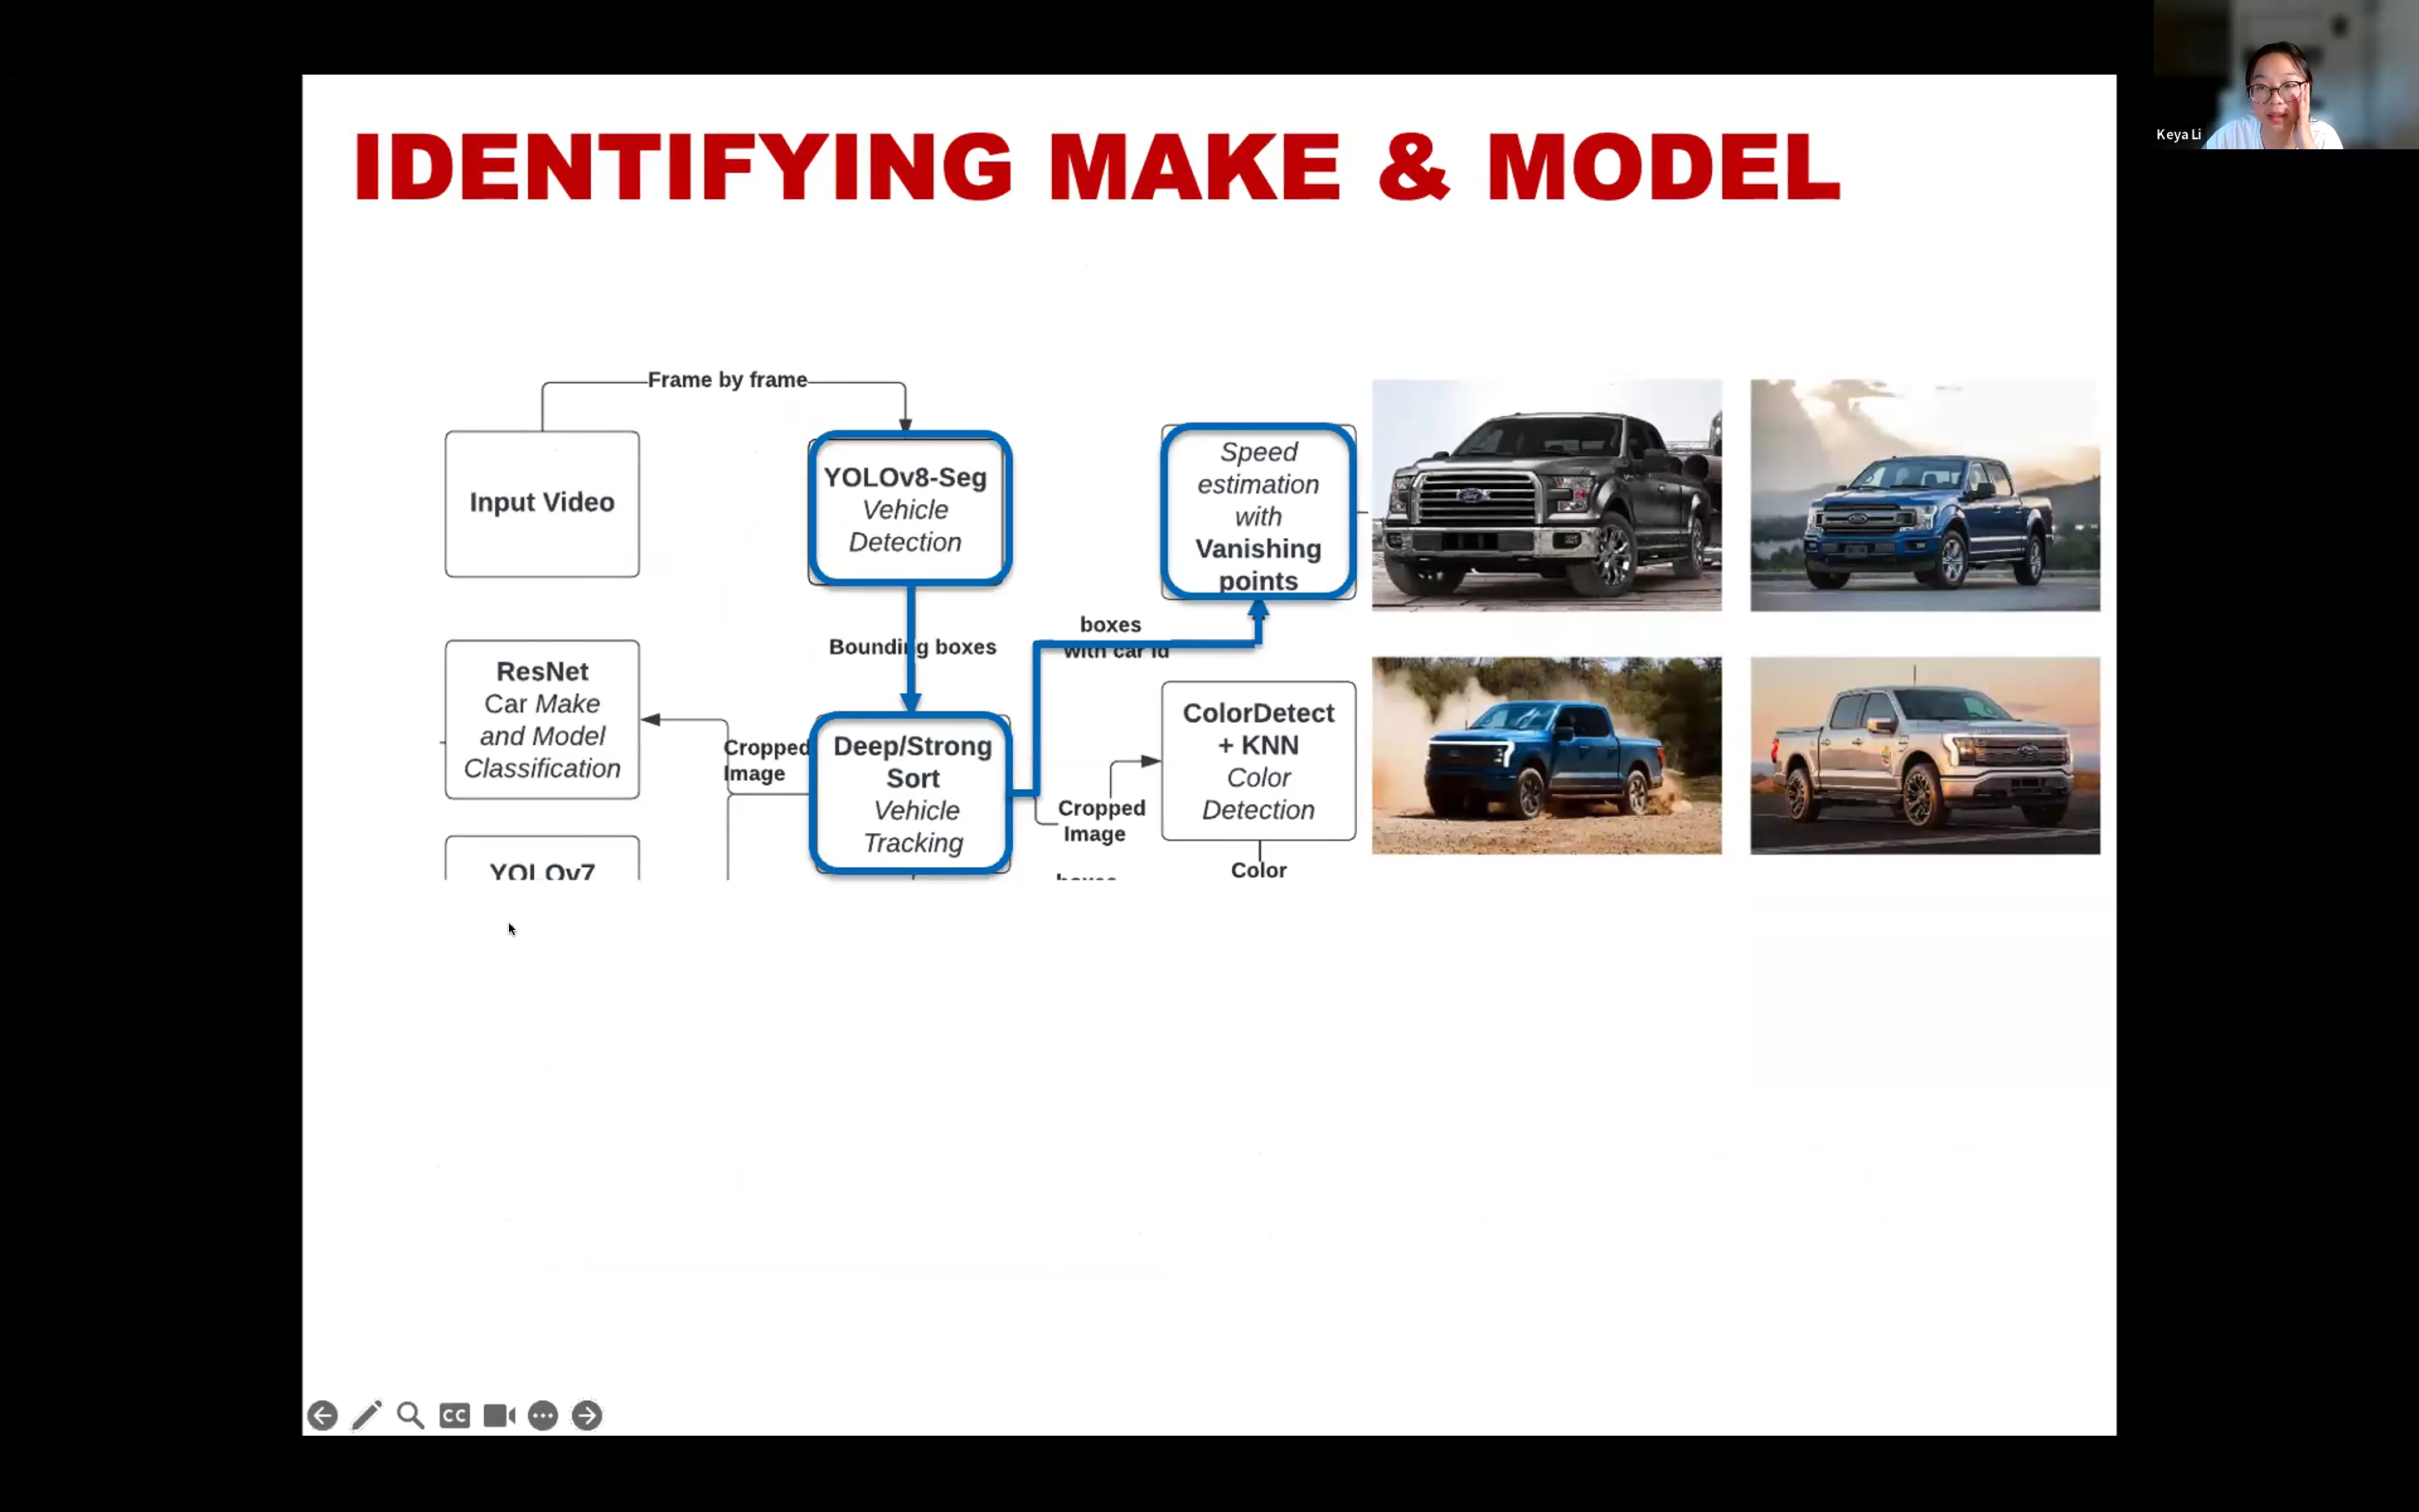 Keya Li
IDENTIFYING MAKE & MODEL
Frame by frame
Input Video
YOLOv8-Seg
Vehicle
Detection
Speed
estimation
with
Vanishing
points
Bounding boxes
boxes
with car id
ResNet
Car Make
and Model
Classification
Cropped
Image
Deep/Strong
Sort
Vehicle
Tracking
Cropped
Image
ColorDetect
+ KNN
Color
Detection
Color
YOLOv7
boxes
Ford
CC